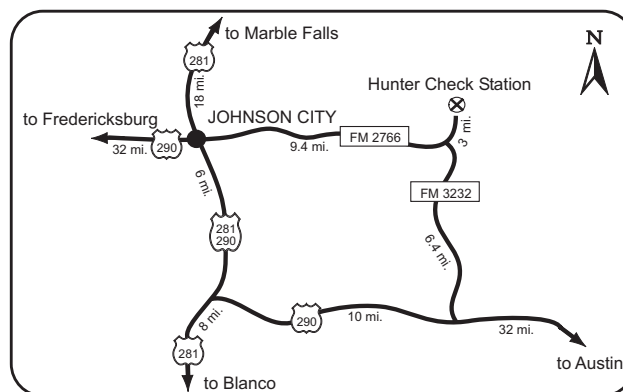 to Marble Falls
281
18 mi.
N
Hunter Check Station
to Fredericksburg
JOHNSON CITY
290
32 mi.
9.4 mi.
FM 2766
3 mi.
6 mi.
FM 3232
281
290
6.4 mi.
8 mi.
290
10 mi.
32 mi.
281
to Blanco
to Austin